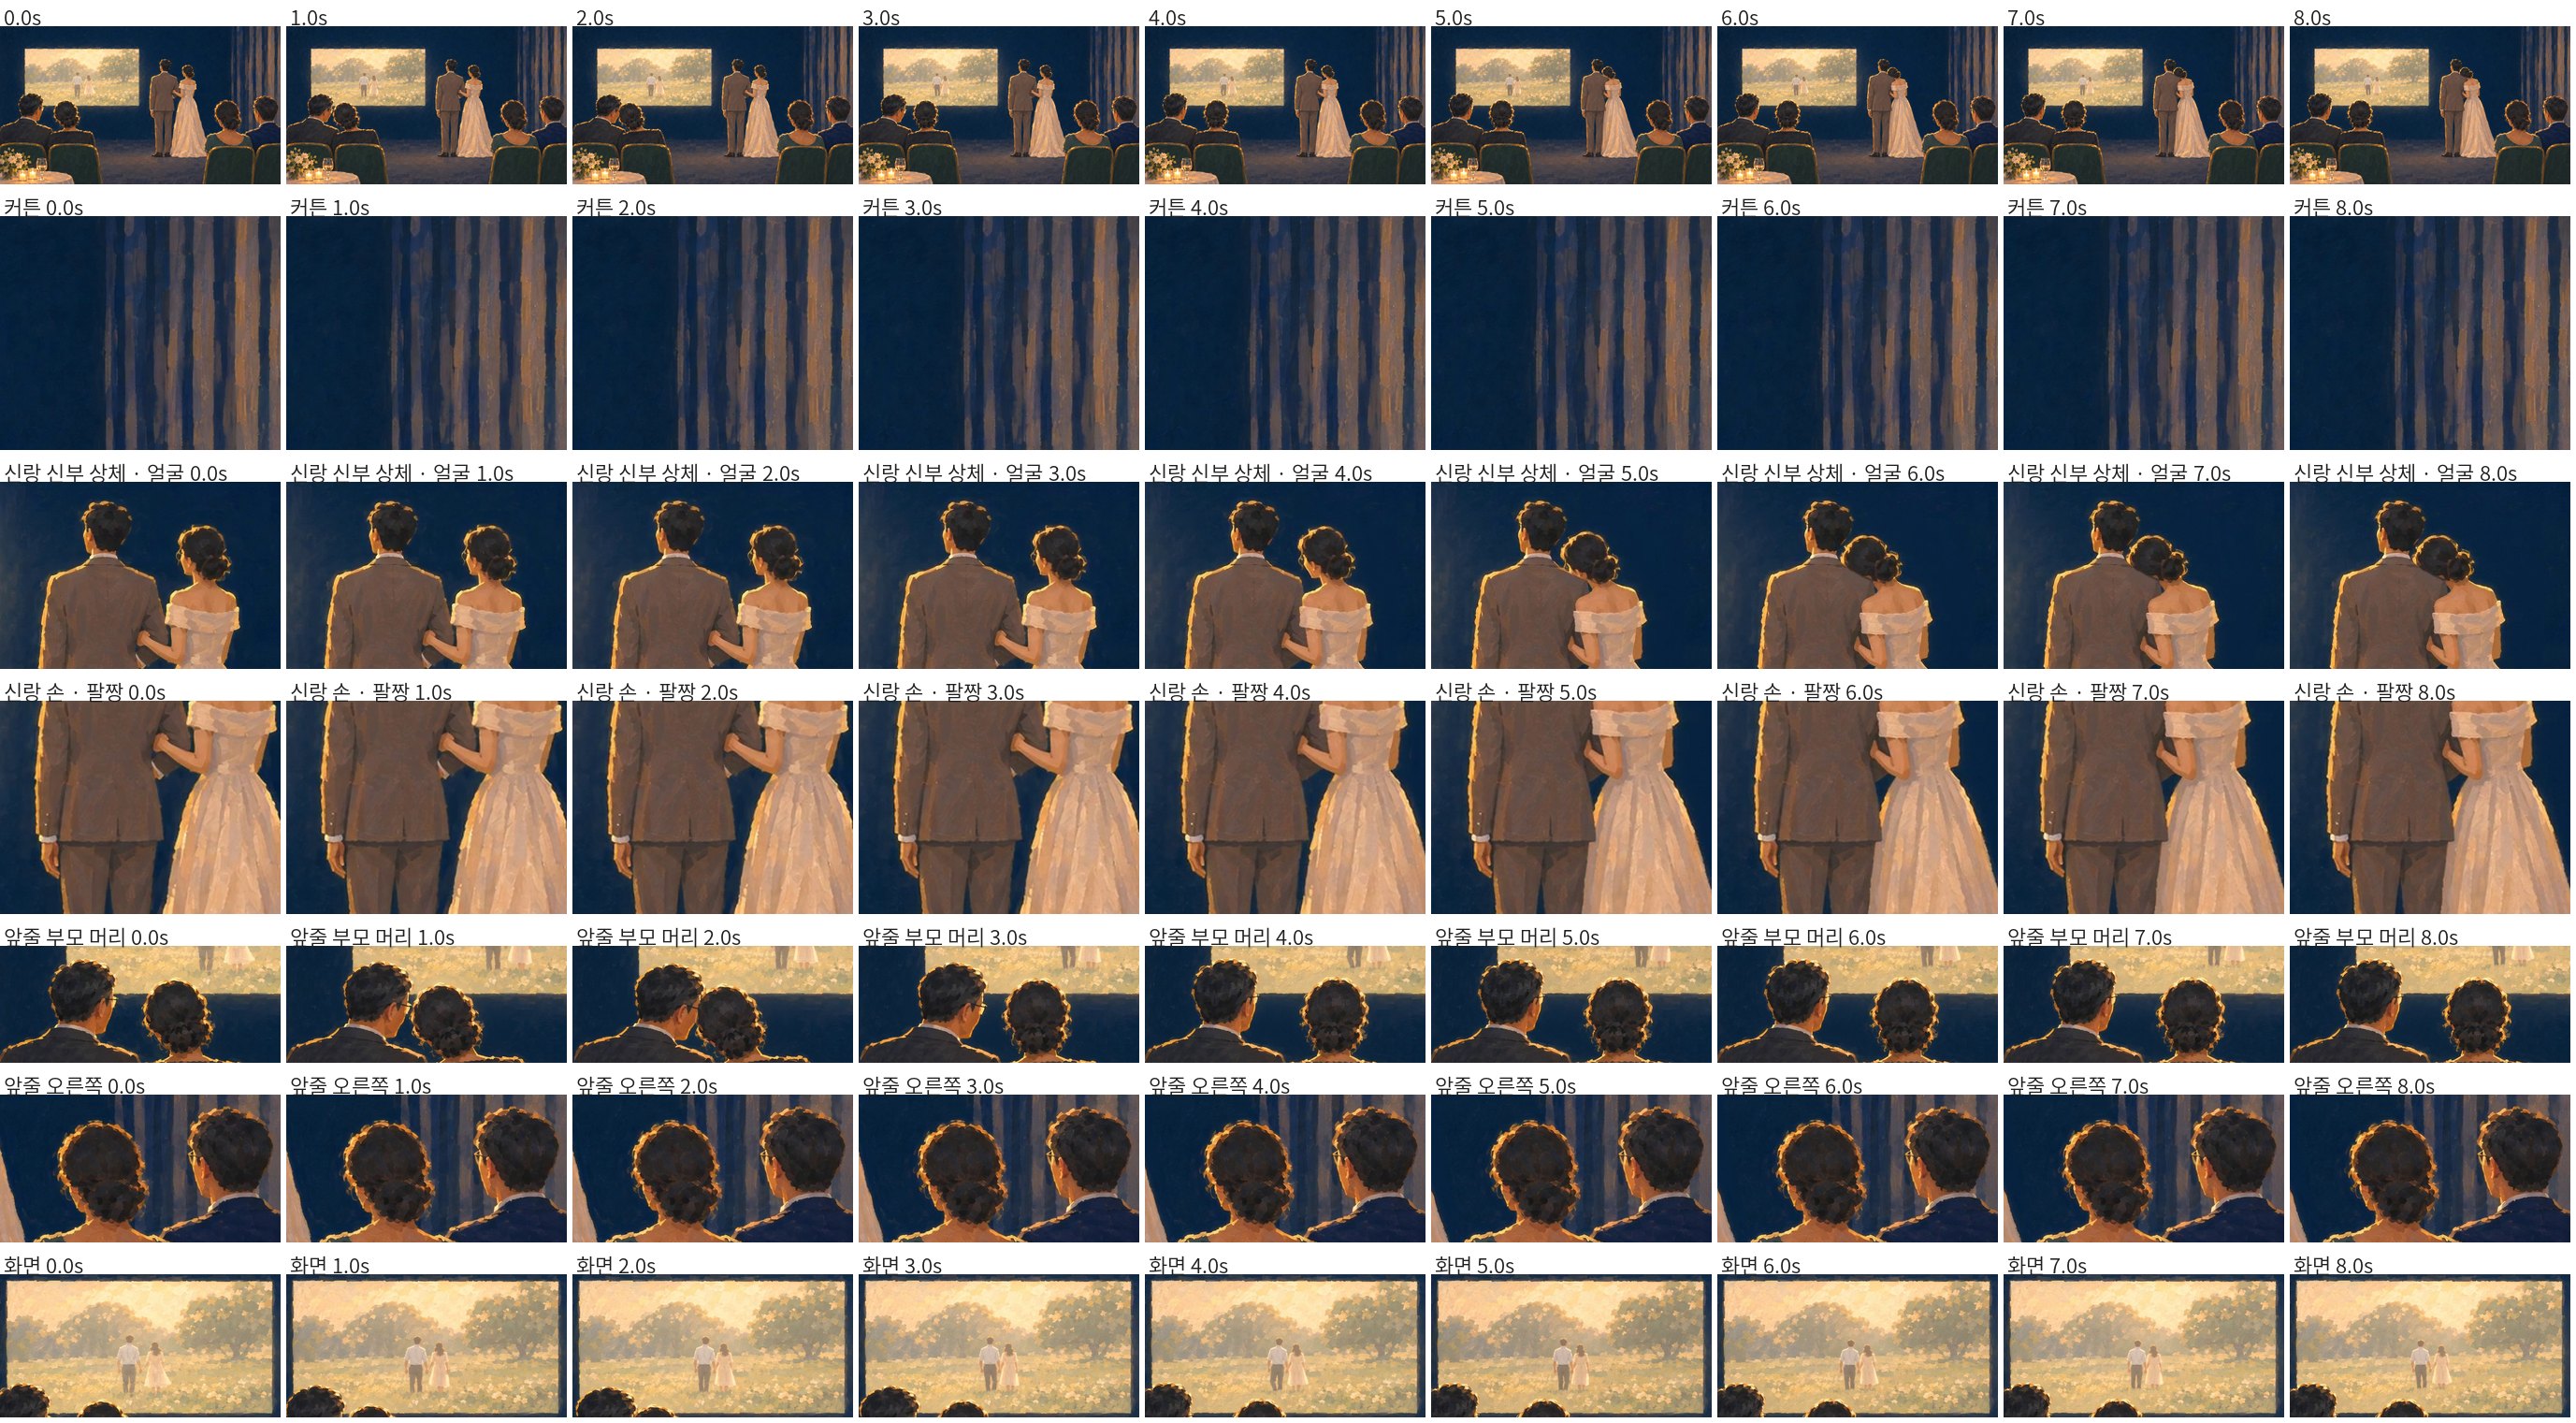 0.0s 1.0s 2.0s 3.0s 4.0s 5.0s 6.0s 7.0s 8.0s
커튼 0.0s 커튼 1.0s 커튼 2.0s 커튼 3.0s 커튼 4.0s 커튼 5.0s 커튼 6.0s 커튼 7.0s 커튼 8.0s
신랑 신부 상체 · 얼굴 0.0s 신랑 신부 상체 · 얼굴 1.0s 신랑 신부 상체 · 얼굴 2.0s 신랑 신부 상체 · 얼굴 3.0s 신랑 신부 상체 · 얼굴 4.0s 신랑 신부 상체 · 얼굴 5.0s 신랑 신부 상체 · 얼굴 6.0s 신랑 신부 상체 · 얼굴 7.0s 신랑 신부 상체 · 얼굴 8.0s
신랑 손 · 팔짱 0.0s 신랑 손 · 팔짱 1.0s 신랑 손 · 팔짱 2.0s 신랑 손 · 팔짱 3.0s 신랑 손 · 팔짱 4.0s 신랑 손 · 팔짱 5.0s 신랑 손 · 팔짱 6.0s 신랑 손 · 팔짱 7.0s 신랑 손 · 팔짱 8.0s
앞줄 부모 머리 0.0s 앞줄 부모 머리 1.0s 앞줄 부모 머리 2.0s 앞줄 부모 머리 3.0s 앞줄 부모 머리 4.0s 앞줄 부모 머리 5.0s 앞줄 부모 머리 6.0s 앞줄 부모 머리 7.0s 앞줄 부모 머리 8.0s
앞줄 오른쪽 0.0s 앞줄 오른쪽 1.0s 앞줄 오른쪽 2.0s 앞줄 오른쪽 3.0s 앞줄 오른쪽 4.0s 앞줄 오른쪽 5.0s 앞줄 오른쪽 6.0s 앞줄 오른쪽 7.0s 앞줄 오른쪽 8.0s
화면 0.0s 화면 1.0s 화면 2.0s 화면 3.0s 화면 4.0s 화면 5.0s 화면 6.0s 화면 7.0s 화면 8.0s